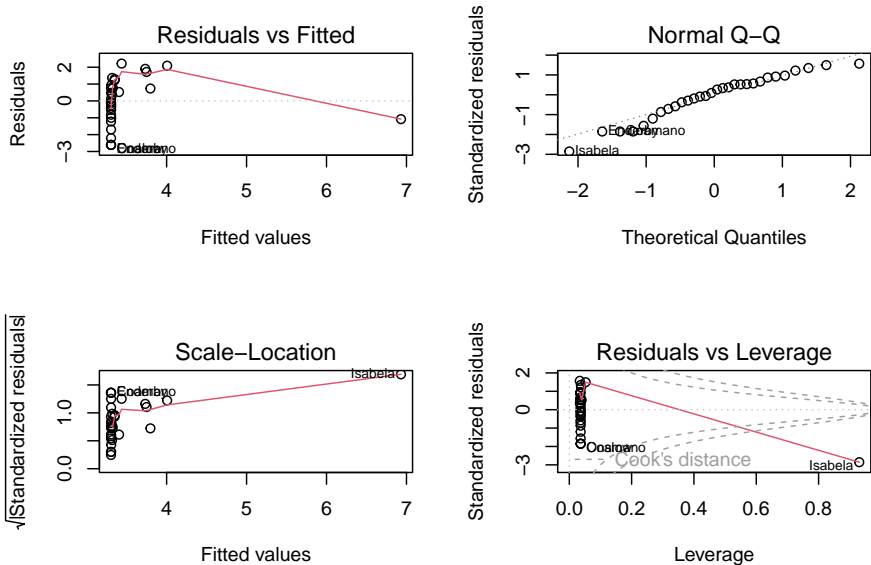 Residuals vs Fitted
Residuals
2
0
−3
4
5
6
7
Fitted values
Normal Q−Q
Standardized residuals
1
−1
−3
Isabela
−2
−1
0
1
2
Theoretical Quantiles
Scale−Location
√|Standardized residuals|
1.0
0.0
Isabela
4
5
6
7
Fitted values
Residuals vs Leverage
Standardized residuals
2
0
−3
Cook's distance
Isabela
0.0
0.2
0.4
0.6
0.8
Leverage